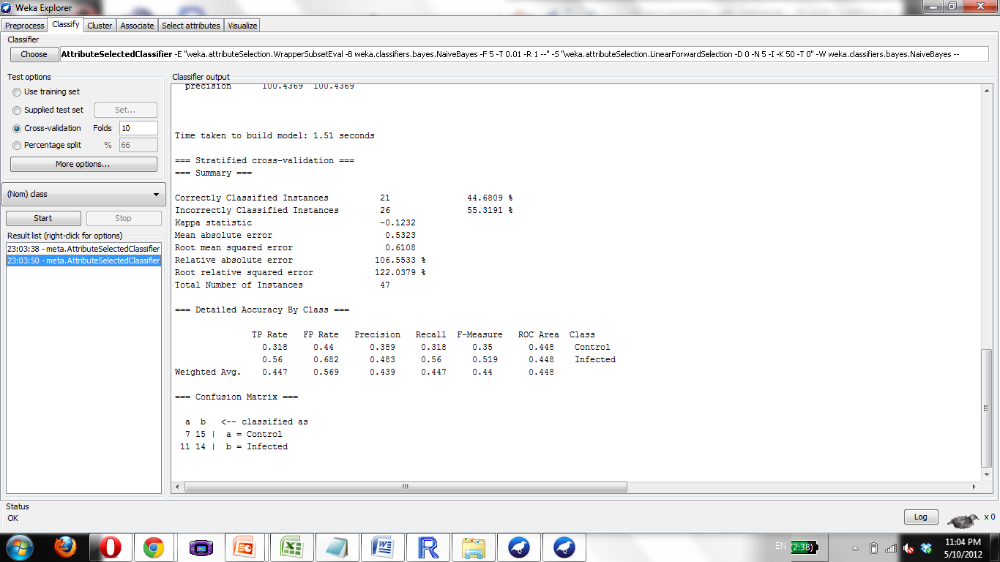 Weka Explorer
Preprocess Classify Cluster Associate Select attributes Visualize
Classifier
Choose AttributeSelectedClassifier -E "weka.attributeSelection.WrapperSubsetEval -B weka.classifiers.bayes.NaiveBayes -F 5 -T 0.01 -R 1 --" -S "weka.attributeSelection.LinearForwardSelection -D 0 -N 5 -I -K 50 -T 0" -W weka.classifiers.bayes.NaiveBayes --
Test options
Use training set
Supplied test set Set...
Cross-validation Folds 10
Percentage split % 66
More options...
(Nom) class
Start Stop
Result list (right-click for options)
23:03:38 - meta.AttributeSelectedClassifier
23:03:50 - meta.AttributeSelectedClassifier
Classifier output
precision 100.4369 100.4369
Time taken to build model: 1.51 seconds
=== Stratified cross-validation ===
=== Summary ===
Correctly Classified Instances 21 44.6809 %
Incorrectly Classified Instances 26 55.3191 %
Kappa statistic -0.1232
Mean absolute error 0.5323
Root mean squared error 0.6108
Relative absolute error 106.5533 %
Root relative squared error 122.0379 %
Total Number of Instances 47
=== Detailed Accuracy By Class ===
TP Rate FP Rate Precision Recall F-Measure ROC Area Class
0.318 0.44 0.389 0.318 0.35 0.448 Control
0.56 0.682 0.483 0.56 0.519 0.448 Infected
Weighted Avg. 0.447 0.569 0.439 0.447 0.44 0.448
=== Confusion Matrix ===
a b <-- classified as
7 15 | a = Control
11 14 | b = Infected
Status
OK
Log x 0
EN (2:38) 11:04 PM
5/10/2012